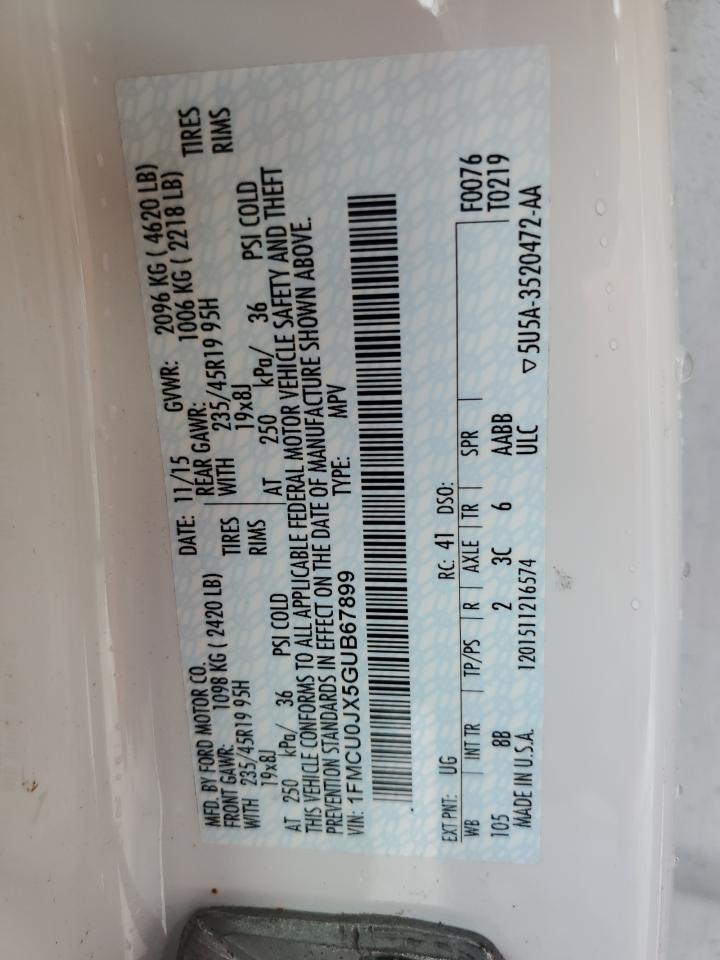 MFD. BY FORD MOTOR CO.
DATE: 11/15 GVWR: 2096 KG ( 4620 LB)
FRONT GAWR: 1098 KG ( 2420 LB)
REAR GAWR: 1006 KG ( 2218 LB)
WITH 235/45R19 95H TIRES WITH 235/45R19 95H TIRES
19x8J RIMS 19x8J RIMS
AT 250 kPa/ 36 PSI COLD AT 250 kPa/ 36 PSI COLD
THIS VEHICLE CONFORMS TO ALL APPLICABLE FEDERAL MOTOR VEHICLE SAFETY AND THEFT
PREVENTION STANDARDS IN EFFECT ON THE DATE OF MANUFACTURE SHOWN ABOVE.
VIN: 1FMCU0JX5GUB67899 TYPE: MPV
EXT PNT: UG RC: 41 DSO: F0076
WB INT TR TP/PS R AXLE TR SPR T0219
105 8B 2 3C 6 AABB
MADE IN U.S.A. 1201511216574 ULC ▽5U5A-3520472-AA